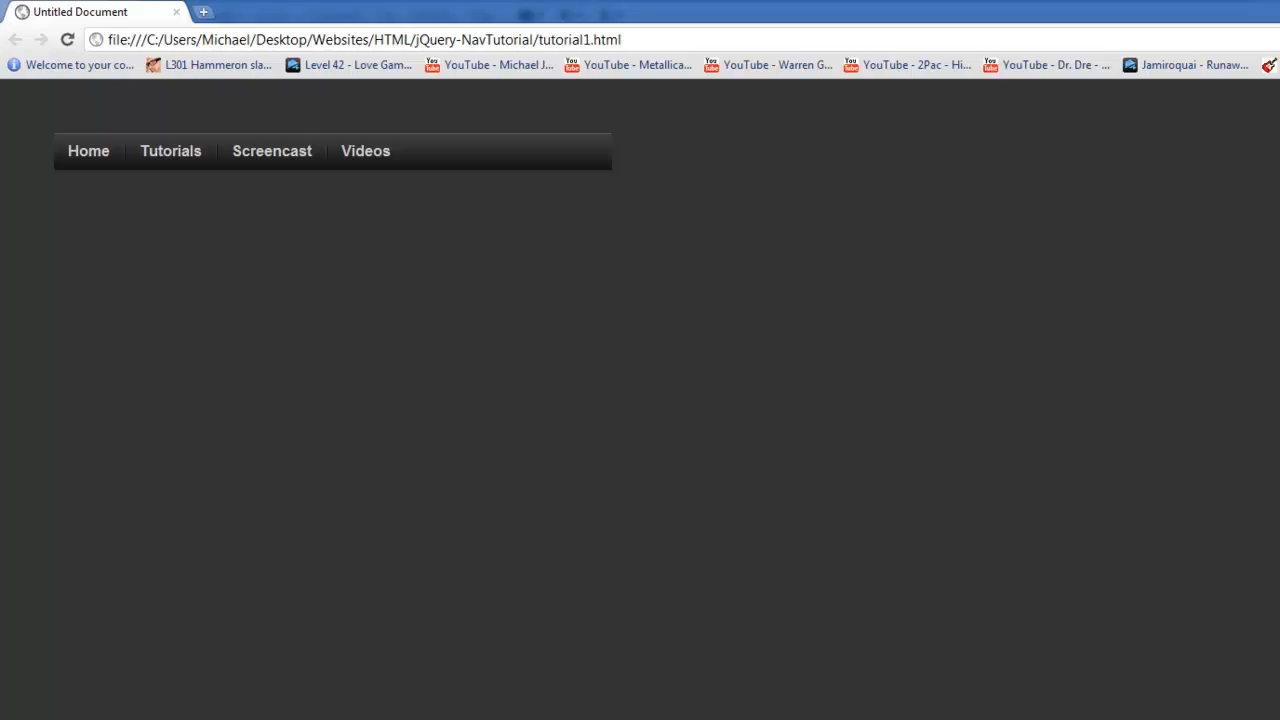 Untitled Document
file:///C:/Users/Michael/Desktop/Websites/HTML/jQuery-NavTutorial/tutorial1.html
Welcome to your co... L301 Hammeron sla... Level 42 - Love Gam... YouTube - Michael J... YouTube - Metallica... YouTube - Warren G... YouTube - 2Pac - Hi... YouTube - Dr. Dre - ... Jamiroquai - Runaw...
Home Tutorials Screencast Videos